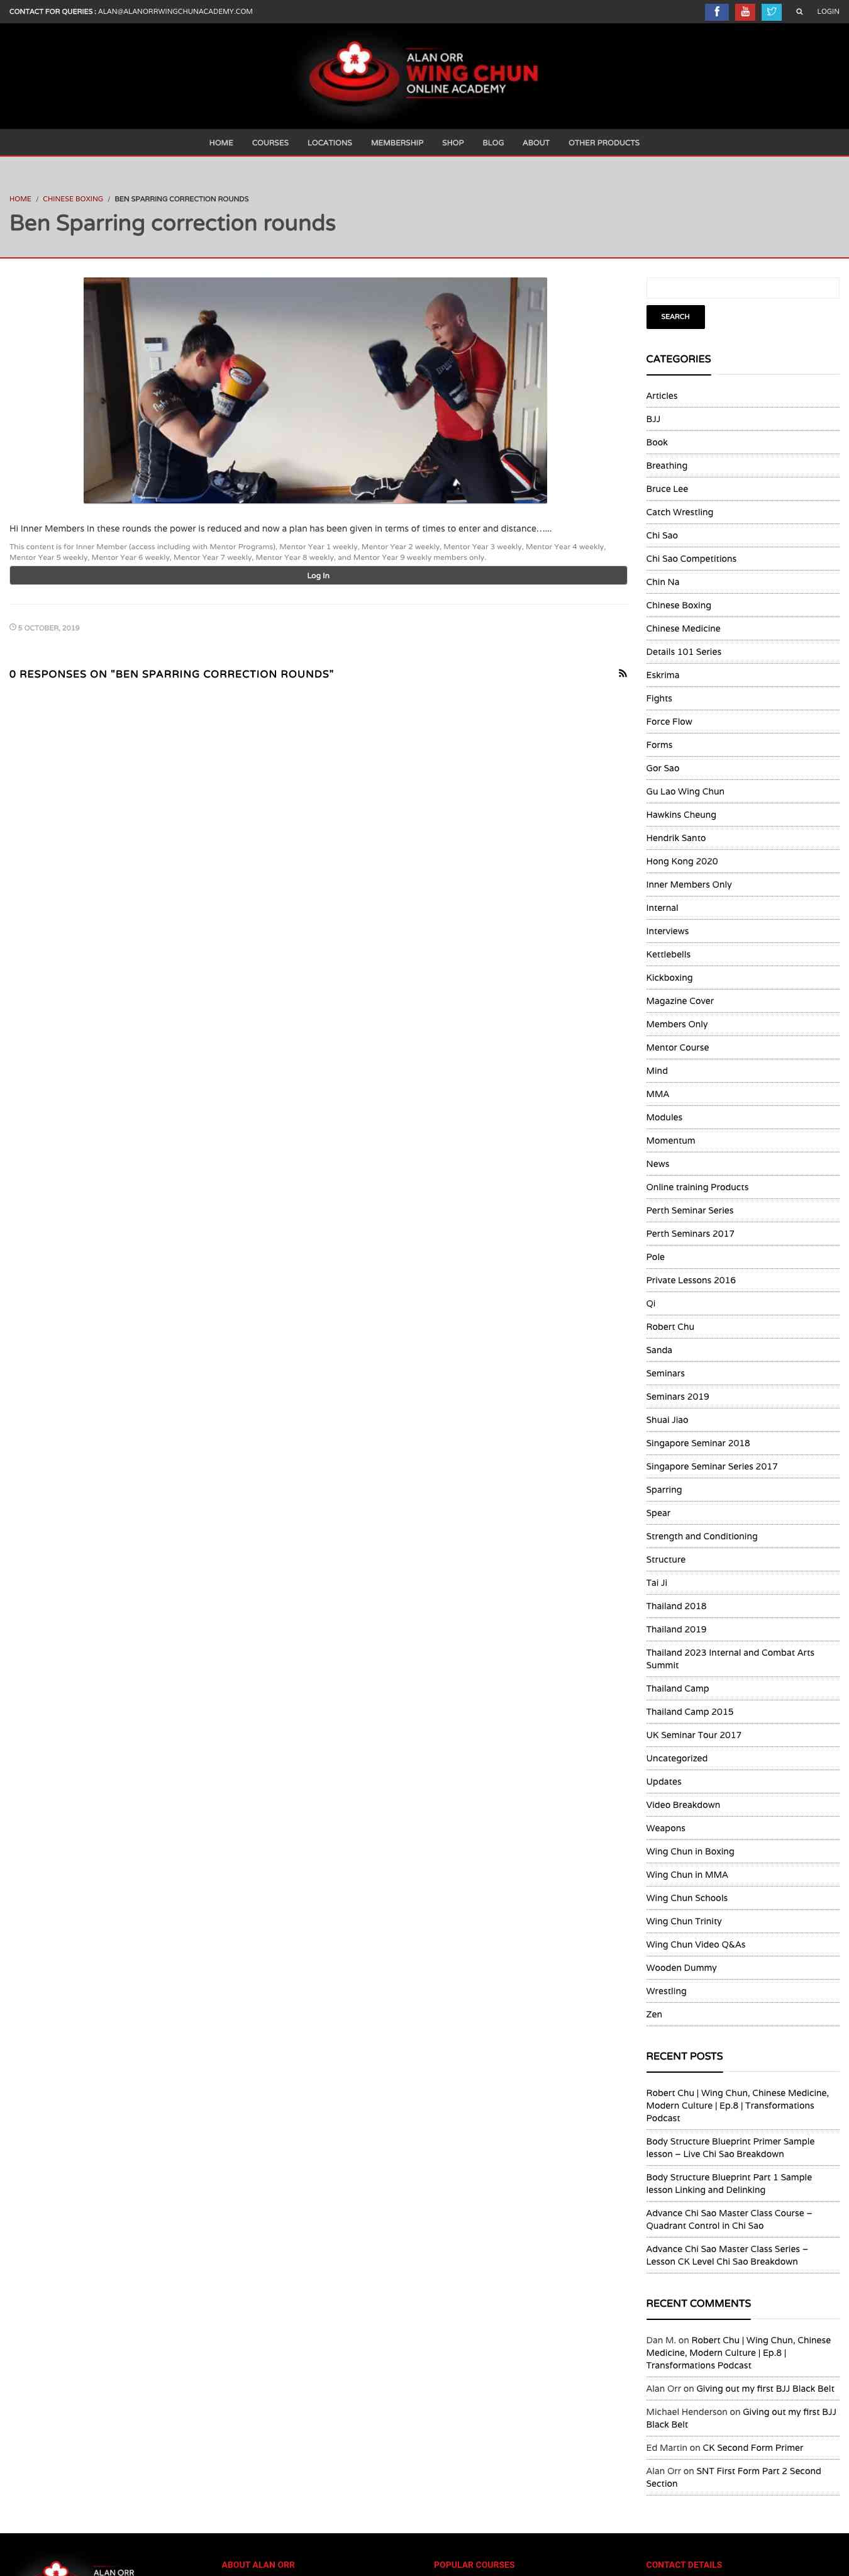 CONTACT FOR QUERIES : ALAN@ALANORRWINGCHUNACADEMY.COM
LOGIN
ALAN ORR
WING CHUN
ONLINE ACADEMY
HOME COURSES LOCATIONS MEMBERSHIP SHOP BLOG ABOUT OTHER PRODUCTS
HOME / CHINESE BOXING / BEN SPARRING CORRECTION ROUNDS
Ben Sparring correction rounds
Hi Inner Members In these rounds the power is reduced and now a plan has been given in terms of times to enter and distance…...
This content is for Inner Member (access including with Mentor Programs), Mentor Year 1 weekly, Mentor Year 2 weekly, Mentor Year 3 weekly, Mentor Year 4 weekly,
Mentor Year 5 weekly, Mentor Year 6 weekly, Mentor Year 7 weekly, Mentor Year 8 weekly, and Mentor Year 9 weekly members only.
Log In
5 OCTOBER, 2019
0 RESPONSES ON "BEN SPARRING CORRECTION ROUNDS"
SEARCH
CATEGORIES
Articles
BJJ
Book
Breathing
Bruce Lee
Catch Wrestling
Chi Sao
Chi Sao Competitions
Chin Na
Chinese Boxing
Chinese Medicine
Details 101 Series
Eskrima
Fights
Force Flow
Forms
Gor Sao
Gu Lao Wing Chun
Hawkins Cheung
Hendrik Santo
Hong Kong 2020
Inner Members Only
Internal
Interviews
Kettlebells
Kickboxing
Magazine Cover
Members Only
Mentor Course
Mind
MMA
Modules
Momentum
News
Online training Products
Perth Seminar Series
Perth Seminars 2017
Pole
Private Lessons 2016
Qi
Robert Chu
Sanda
Seminars
Seminars 2019
Shuai Jiao
Singapore Seminar 2018
Singapore Seminar Series 2017
Sparring
Spear
Strength and Conditioning
Structure
Tai Ji
Thailand 2018
Thailand 2019
Thailand 2023 Internal and Combat Arts
Summit
Thailand Camp
Thailand Camp 2015
UK Seminar Tour 2017
Uncategorized
Updates
Video Breakdown
Weapons
Wing Chun in Boxing
Wing Chun in MMA
Wing Chun Schools
Wing Chun Trinity
Wing Chun Video Q&As
Wooden Dummy
Wrestling
Zen
RECENT POSTS
Robert Chu | Wing Chun, Chinese Medicine,
Modern Culture | Ep.8 | Transformations
Podcast
Body Structure Blueprint Primer Sample
lesson – Live Chi Sao Breakdown
Body Structure Blueprint Part 1 Sample
lesson Linking and Delinking
Advance Chi Sao Master Class Course –
Quadrant Control in Chi Sao
Advance Chi Sao Master Class Series –
Lesson CK Level Chi Sao Breakdown
RECENT COMMENTS
Dan M. on Robert Chu | Wing Chun, Chinese
Medicine, Modern Culture | Ep.8 |
Transformations Podcast
Alan Orr on Giving out my first BJJ Black Belt
Michael Henderson on Giving out my first BJJ
Black Belt
Ed Martin on CK Second Form Primer
Alan Orr on SNT First Form Part 2 Second
Section
ALAN ORR
ABOUT ALAN ORR
POPULAR COURSES
CONTACT DETAILS